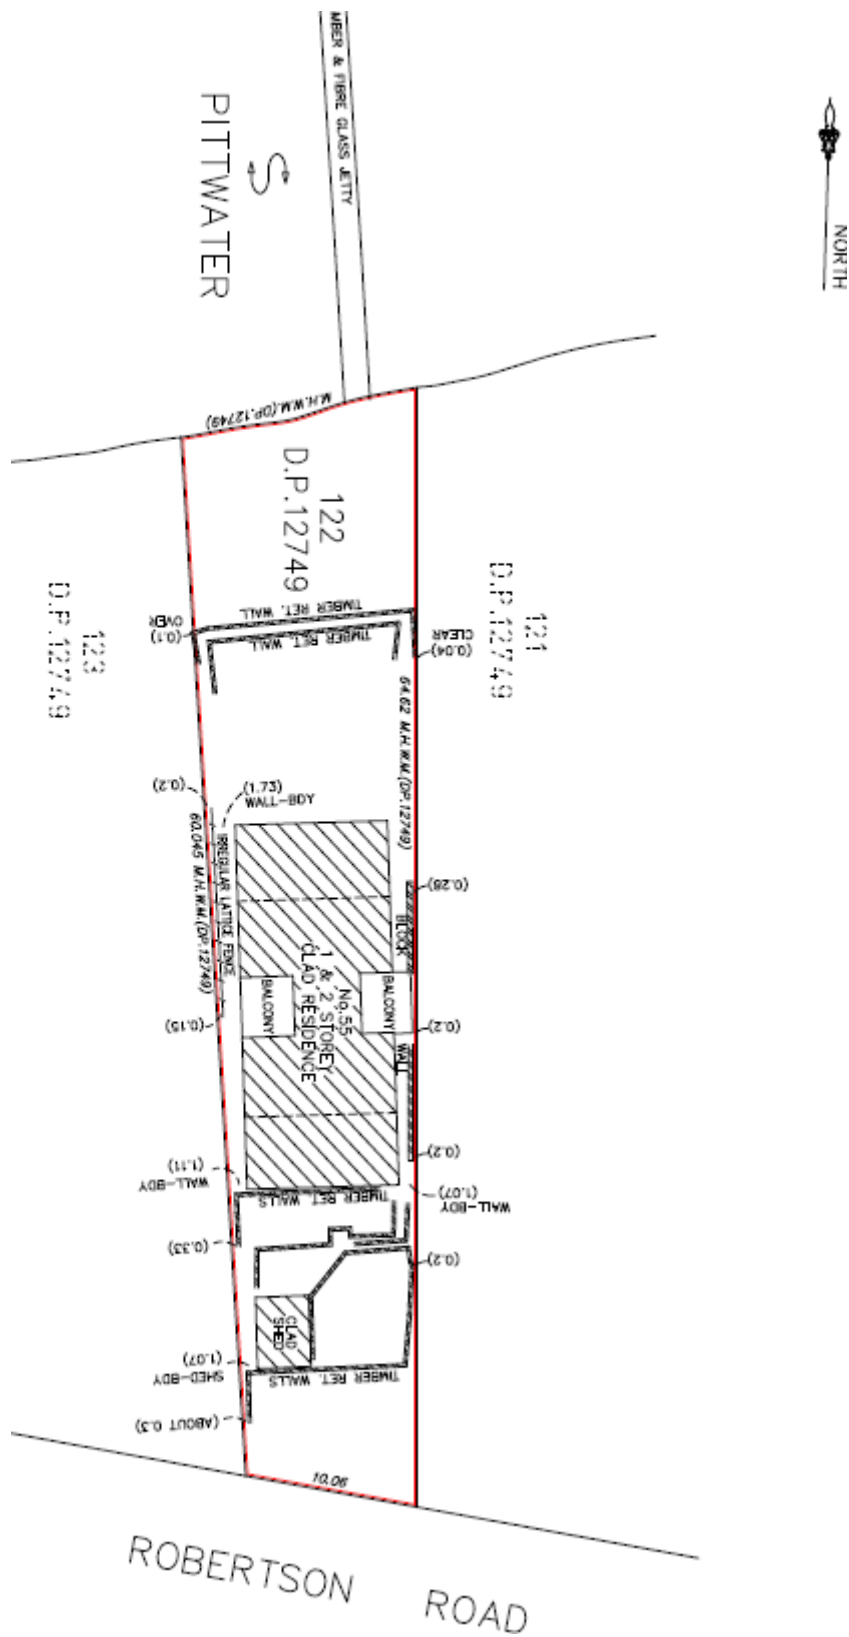 MBER & FIBRE GLASS JETTY
PITTWATER
NORTH
M.H.W.M.(DP.12749)
122
D.P.12749
121
D.P.12749
123
D.P.12749
TIMBER RET. WALL
TIMBER RET. WALL
(0.1)
OVER
(0.04)
CLEAR
64.62 M.H.W.M.(DP.12749)
(0.2)
(1.73)
WALL-BDY
60.045 M.H.W.M.(DP.12749)
IRREGULAR LATTICE FENCE
(0.28)
BLOCK
WALL
BALCONY
BALCONY
No.55
1 & 2 STOREY
CLAD RESIDENCE
(0.15)
(0.2)
(0.2)
(1.11)
WALL-BDY
(1.07)
WALL-BDY
TIMBER RET. WALLS
(0.33)
(0.2)
CLAD
SHED
(1.07)
SHED-BDY
TIMBER RET. WALLS
(ABOUT 0.3)
10.06
ROBERTSON ROAD